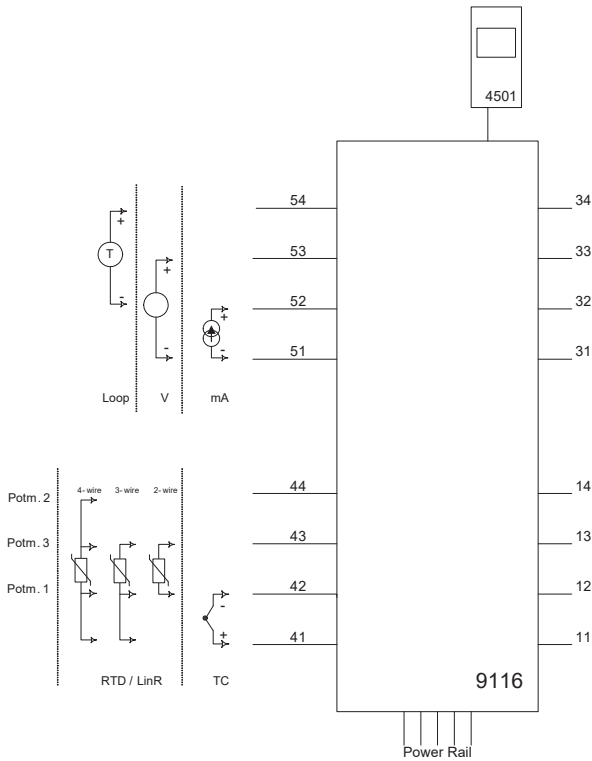 4501
54
34
+
T
53
33
+
-
52
32
+
-
51
31
-
Loop
V
mA
4-wire
3-wire
2-wire
44
14
Potm. 2
Potm. 3
43
13
Potm. 1
42
12
-
+
41
11
RTD / LinR
TC
9116
Power Rail